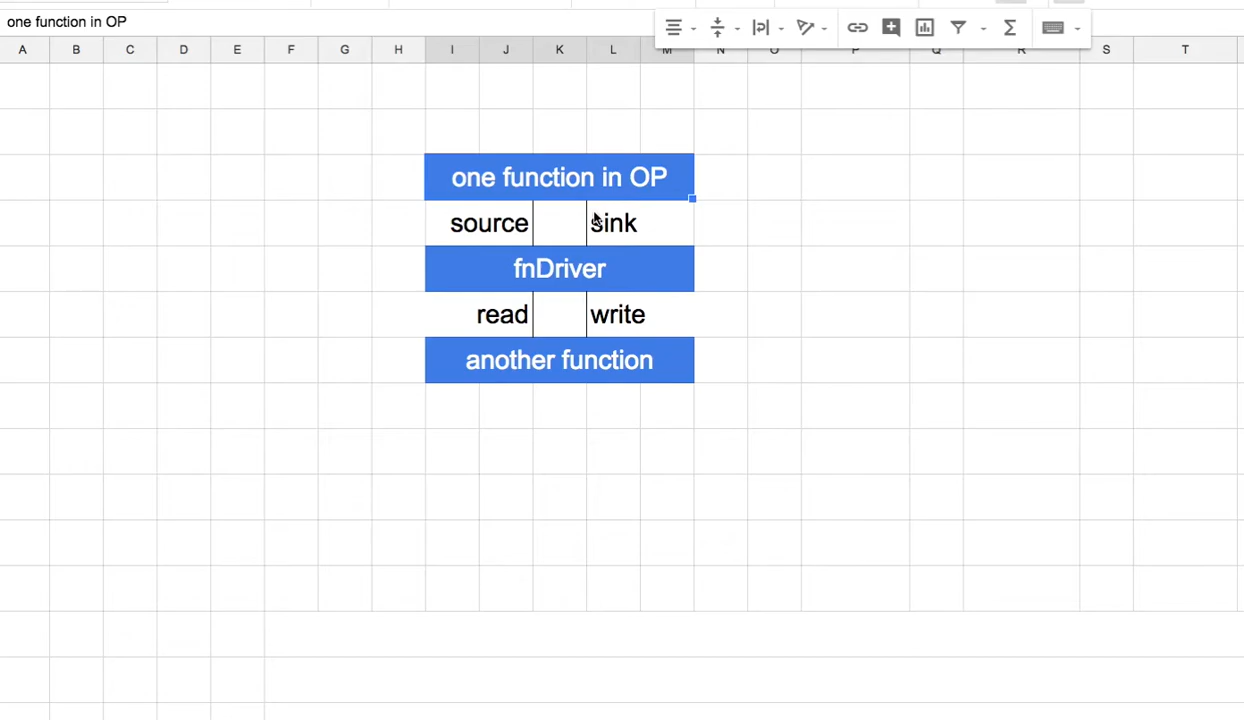 one function in OP
A B C D E F G H I J K L M N O P Q R S T
one function in OP
source sink
fnDriver
read write
another function